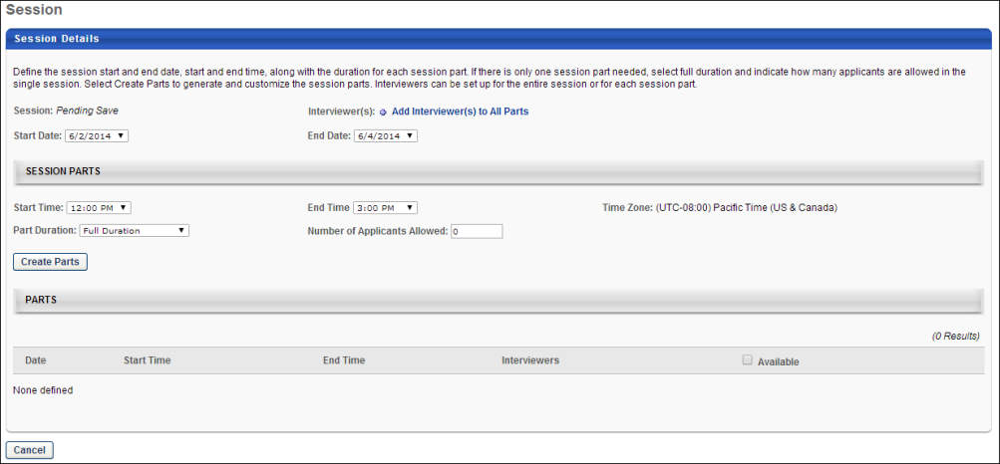 Session
Session Details
Define the session start and end date, start and end time, along with the duration for each session part. If there is only one session part needed, select full duration and indicate how many applicants are allowed in the
single session. Select Create Parts to generate and customize the session parts. Interviewers can be set up for the entire session or for each session part.
Session: Pending Save Interviewer(s): Add Interviewer(s) to All Parts
Start Date: 6/2/2014 End Date: 6/4/2014
SESSION PARTS
Start Time: 12:00 PM End Time 3:00 PM Time Zone: (UTC-08:00) Pacific Time (US & Canada)
Part Duration: Full Duration Number of Applicants Allowed: 0
Create Parts
PARTS
(0 Results)
Date Start Time End Time Interviewers Available
None defined
Cancel